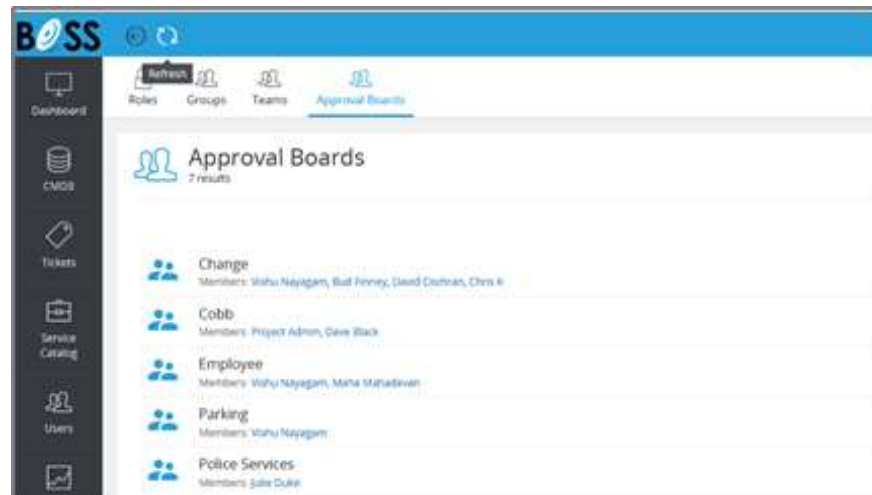 BOSS
Refresh
Roles
Groups
Teams
Approval Boards
Dashboard
CMDB
Tickets
Service
Catalog
Users
Approval Boards
7 results
Change
Members: Vishu Nayagam, Bud Finney, David Cochran, Chris K
Cobb
Members: Project Admin, Dave Black
Employee
Members: Vishu Nayagam, Maha Mahadevan
Parking
Members: Vishu Nayagam
Police Services
Members: Julie Duke